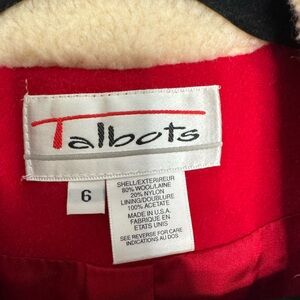 Talbots
6
SHELL/EXTERIEUR
80% WOOL/LAINE
20% NYLON
LINING/DOUBLURE
100% ACETATE
MADE IN U.S.A.
FABRIQUE EN
ETATS UNIS
SEE REVERSE FOR CARE
INDICATIONS AU DOS